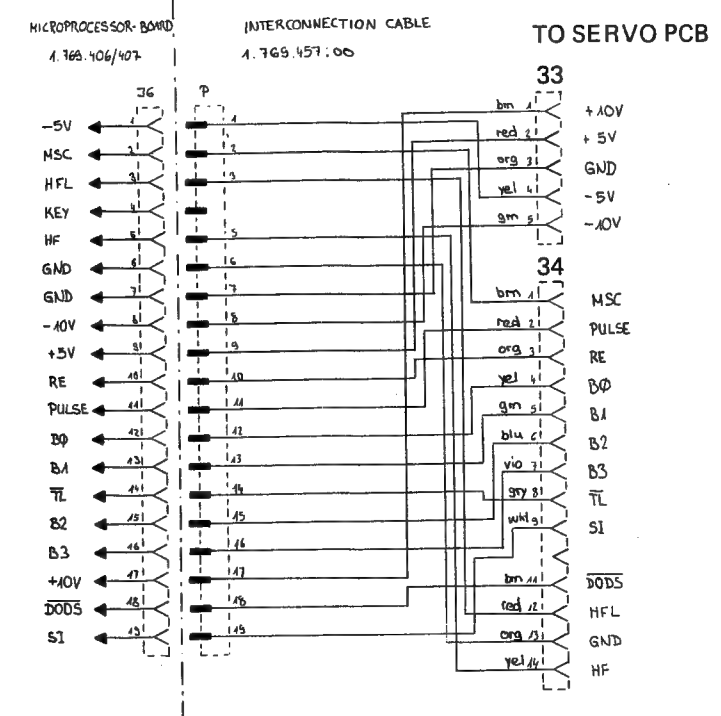 MICROPROCESSOR-BOARD
1.769.406/407
INTERCONNECTION CABLE
1.769.457:00
TO SERVO PCB
J6
P
33
-5V 1 1
MSC 2 2
HFL 3 3
KEY 4
HF 5 5
GND 6 6
GND 7 7
-10V 8 8
+5V 9 9
RE 10 10
PULSE 11 11
BØ 12 12
B1 13 13
T̅L̅ 14 14
B2 15 15
B3 16 16
+10V 17 17
D̅O̅D̅S̅ 18 18
SI 19 19
brn 1 +10V
red 2 +5V
org 3 GND
yel 4 -5V
grn 5 -10V
34
brn 1 MSC
red 2 PULSE
org 3 RE
yel 4 BØ
grn 5 B1
blu 6 B2
vio 7 B3
gry 8 T̅L̅
wht 9 SI
brn 11 D̅O̅D̅S̅
red 12 HFL
org 13 GND
yel 14 HF